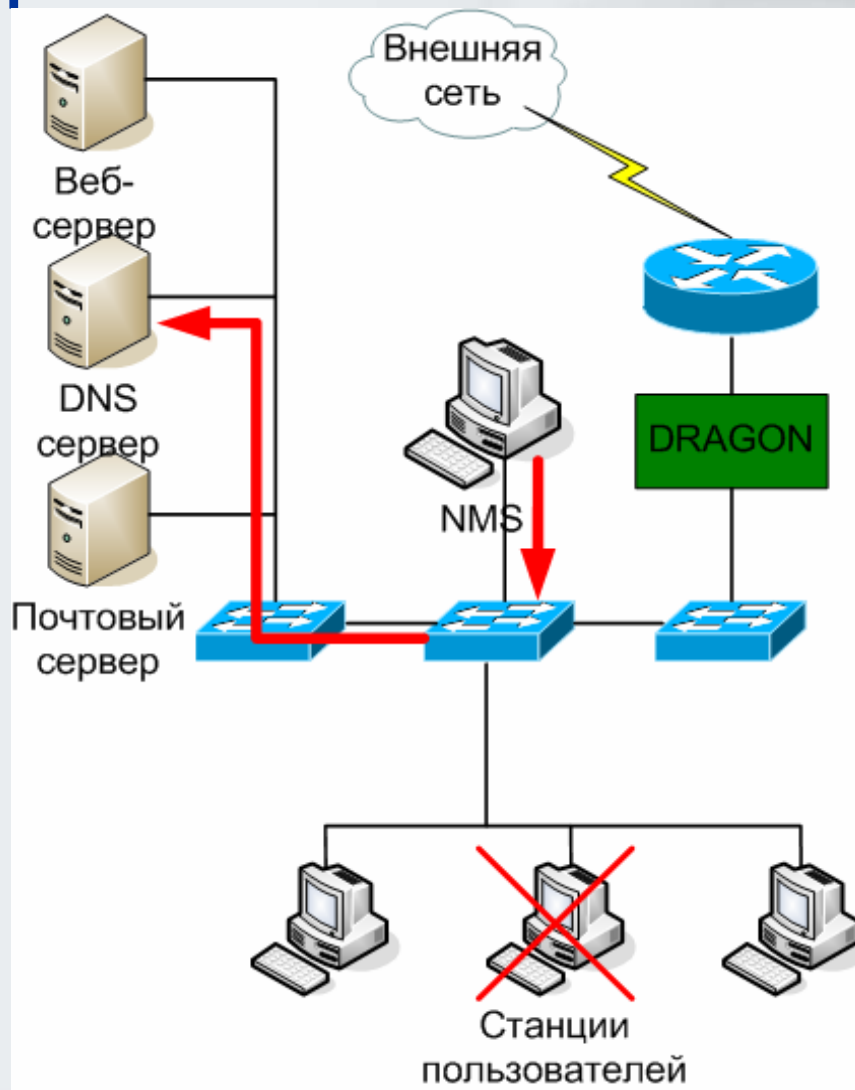 Внешняя
сеть
Веб-
сервер
DNS
сервер
DRAGON
NMS
Почтовый
сервер
Станции
пользователей